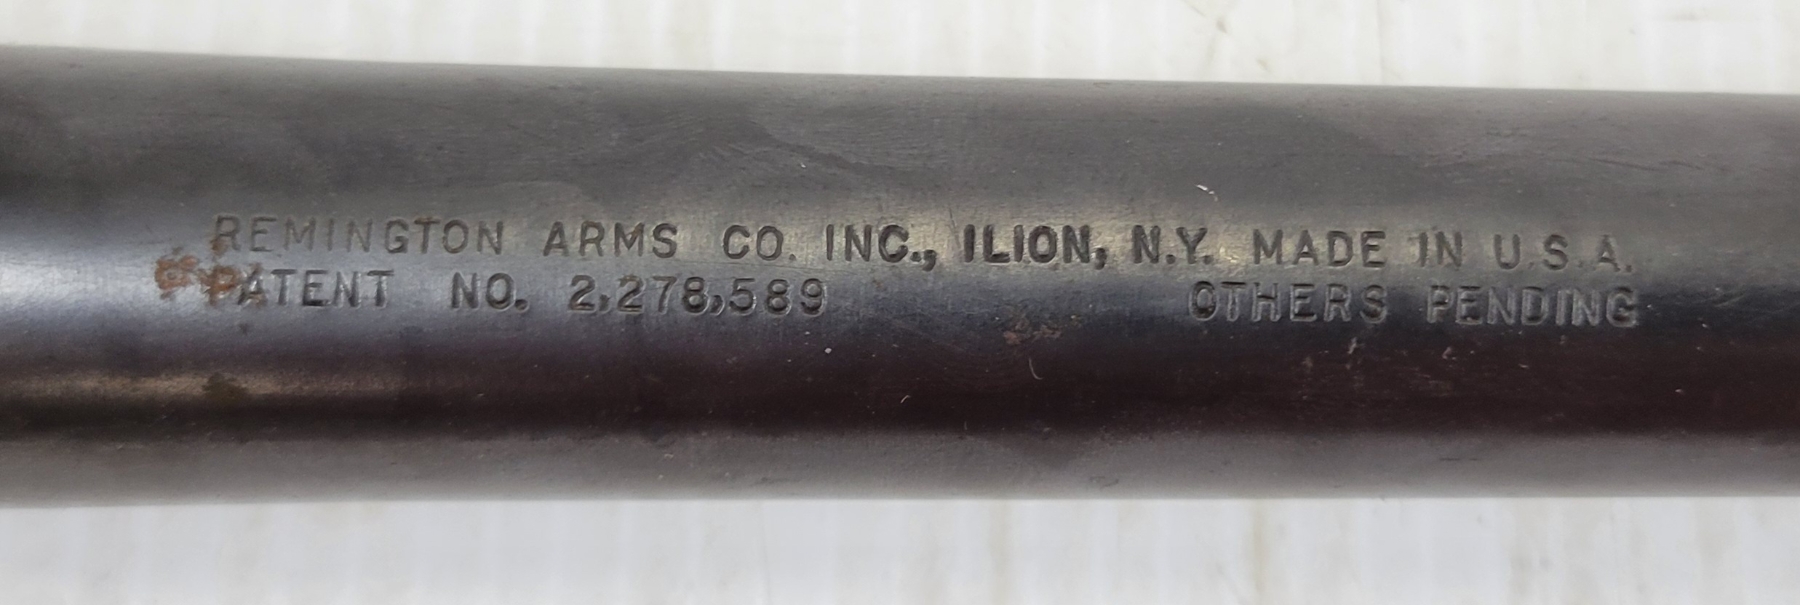 REMINGTON ARMS CO. INC., ILION, N.Y. MADE IN U.S.A.
PATENT NO. 2,278,589 OTHERS PENDING